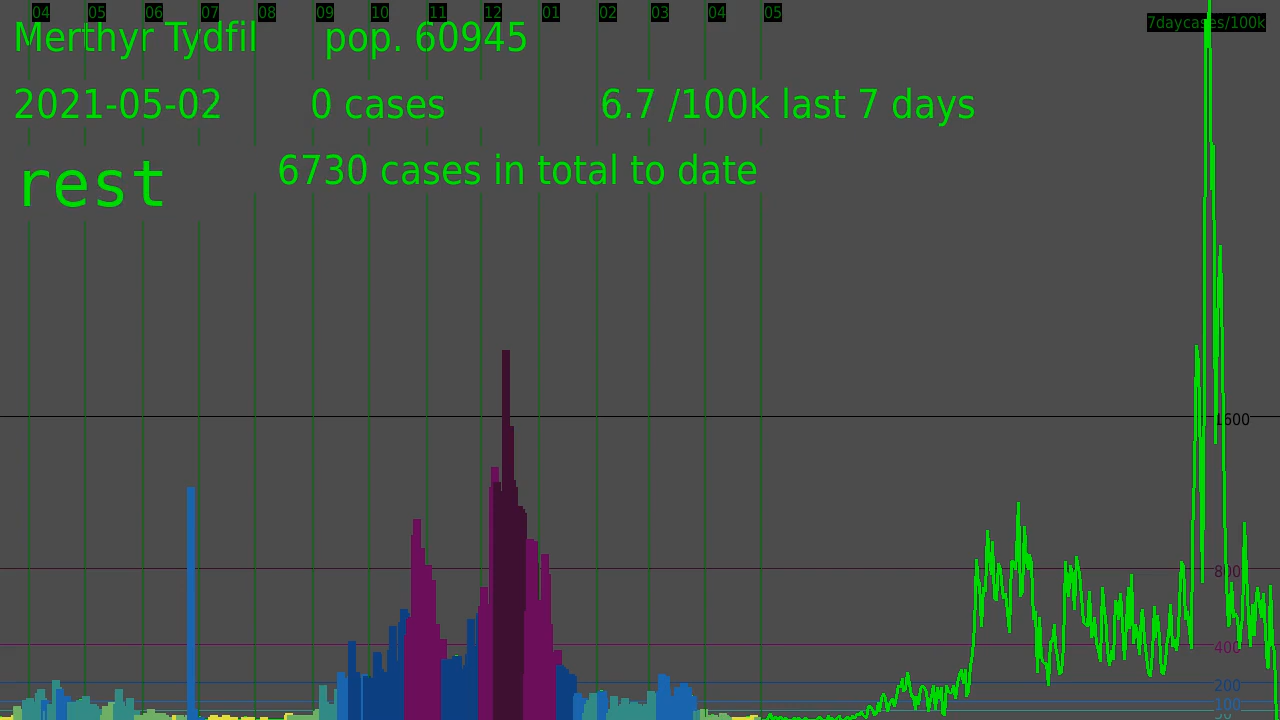 04 05 06 07 08 09 10 11 12 01 02 03 04 05
7daycases/100k
Merthyr Tydfil pop. 60945
2021-05-02 0 cases 6.7 /100k last 7 days
6730 cases in total to date
rest
1600
800
400
200
100
50